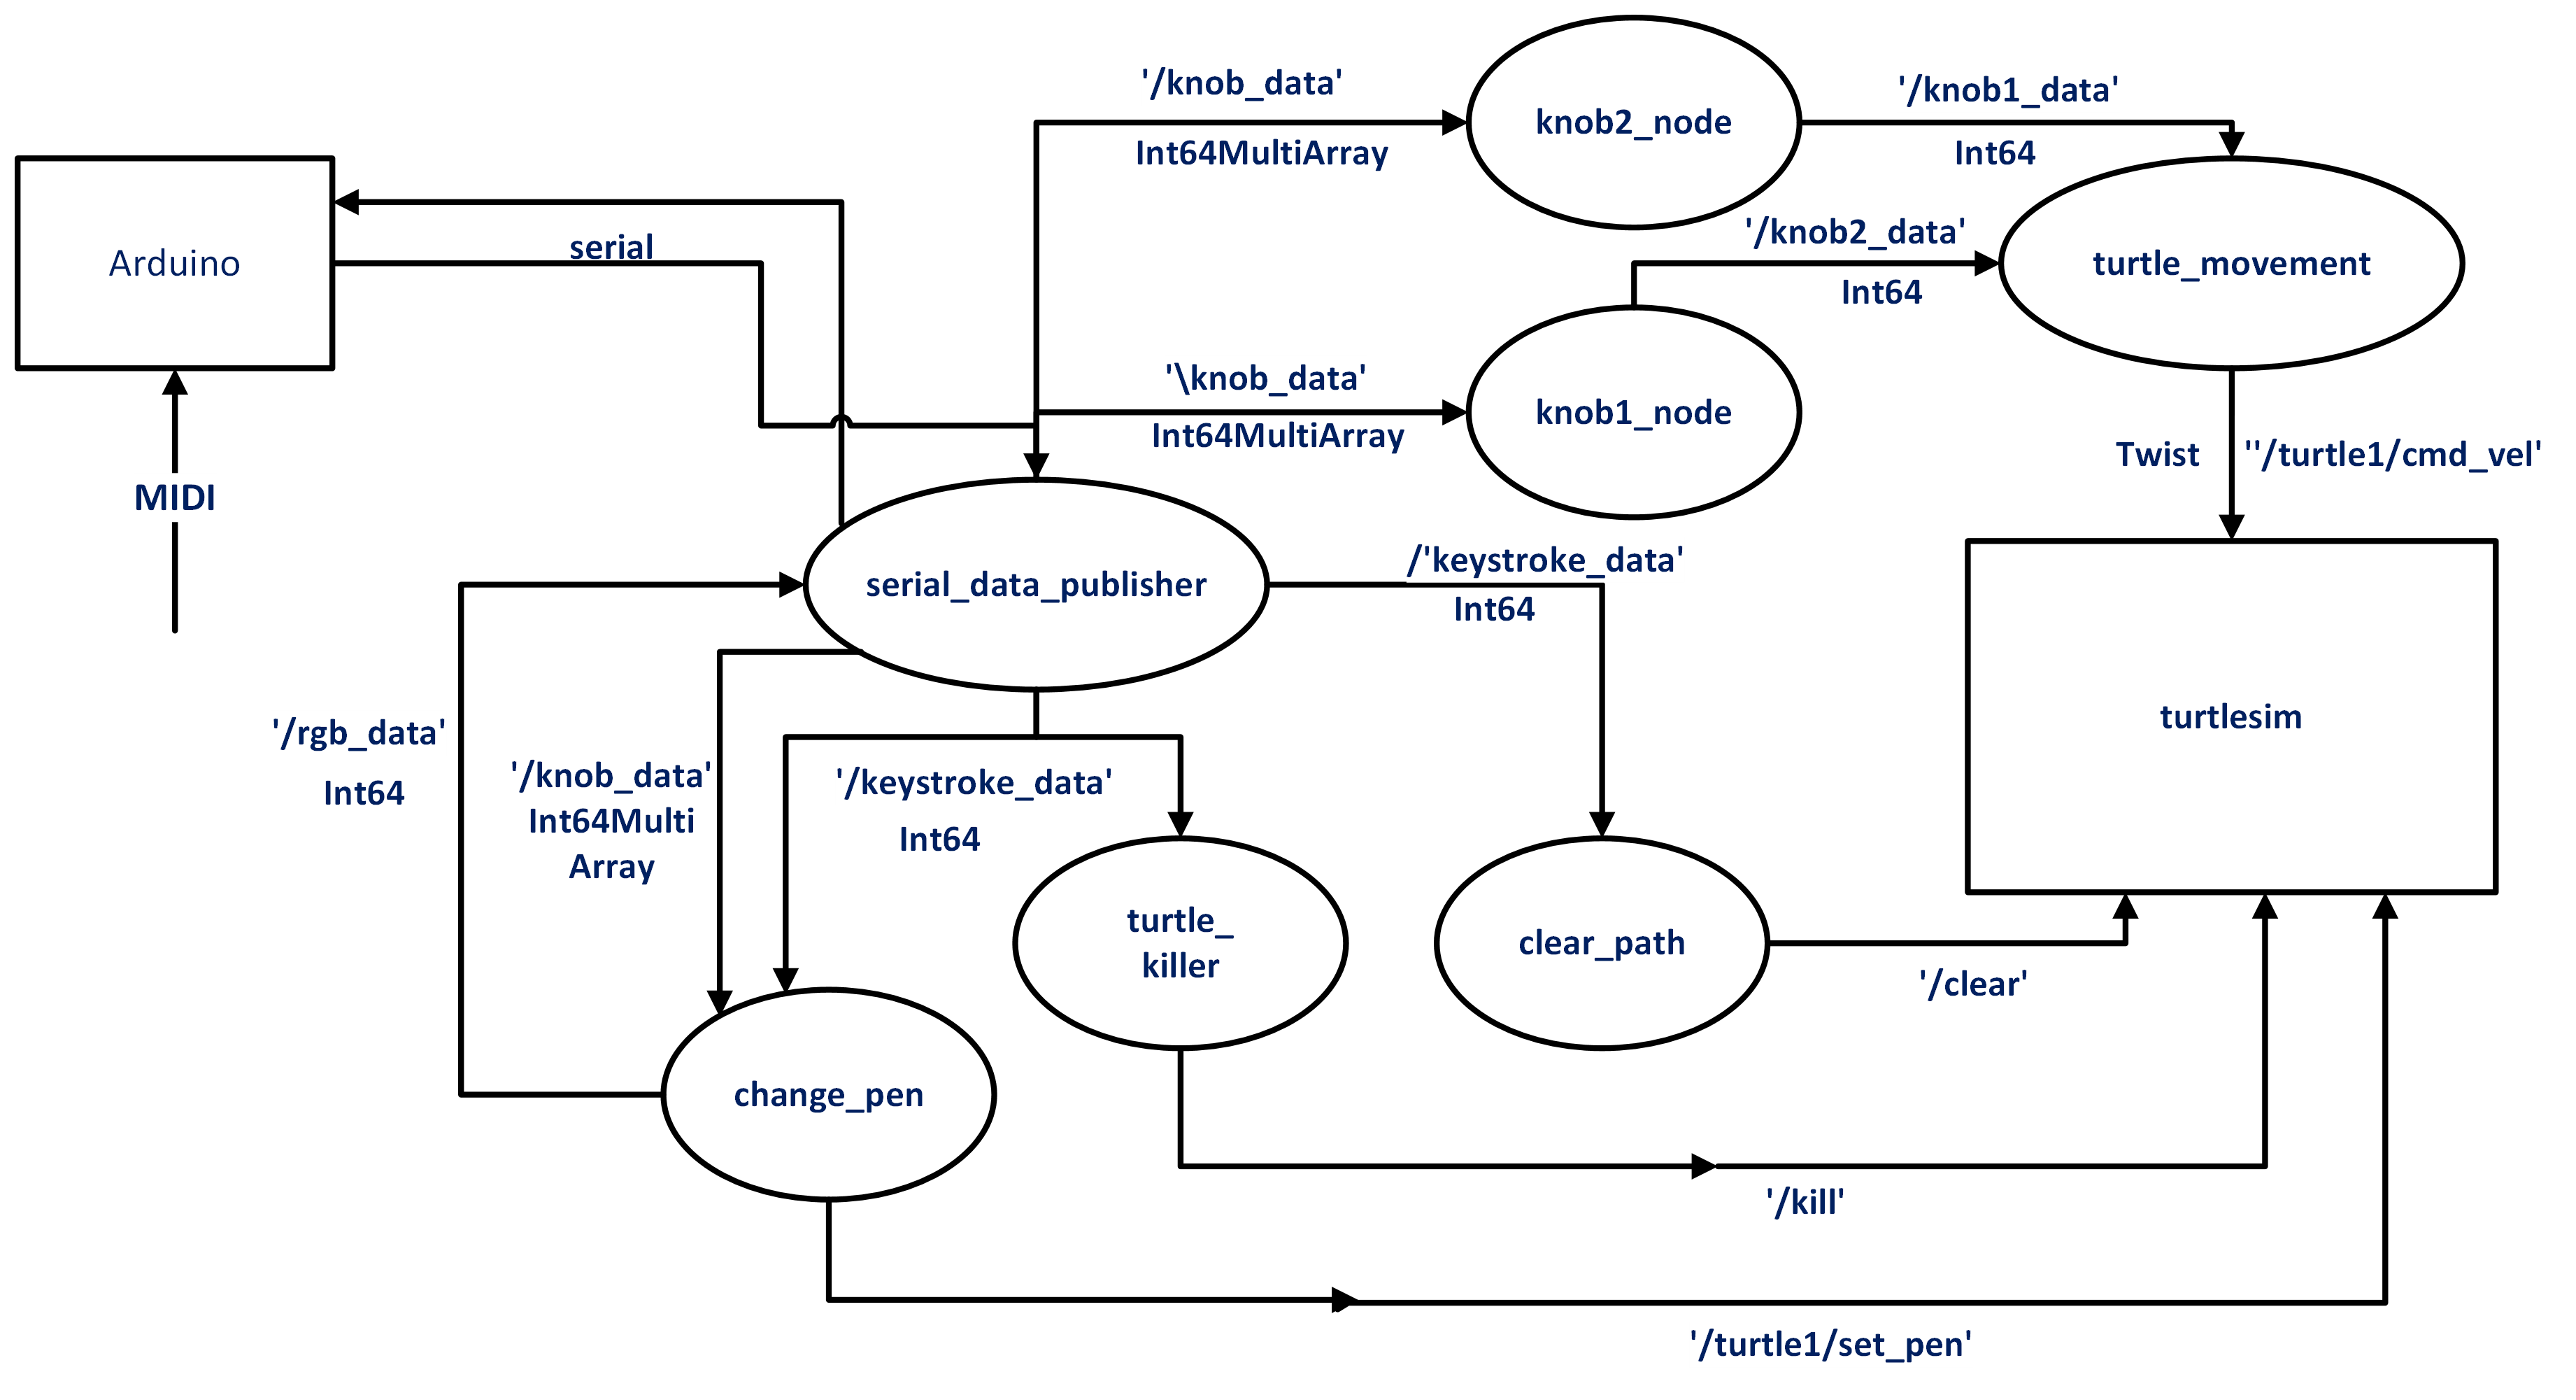 '/knob_data'
Int64MultiArray
knob2_node
'/knob1_data'
Int64
Arduino
serial
'/knob2_data'
Int64
turtle_movement
'\knob_data'
Int64MultiArray
knob1_node
MIDI
Twist
''/turtle1/cmd_vel'
serial_data_publisher
/'keystroke_data'
Int64
turtlesim
'/rgb_data'
Int64
'/knob_data'
Int64Multi
Array
'/keystroke_data'
Int64
turtle_
killer
clear_path
'/clear'
change_pen
'/kill'
'/turtle1/set_pen'